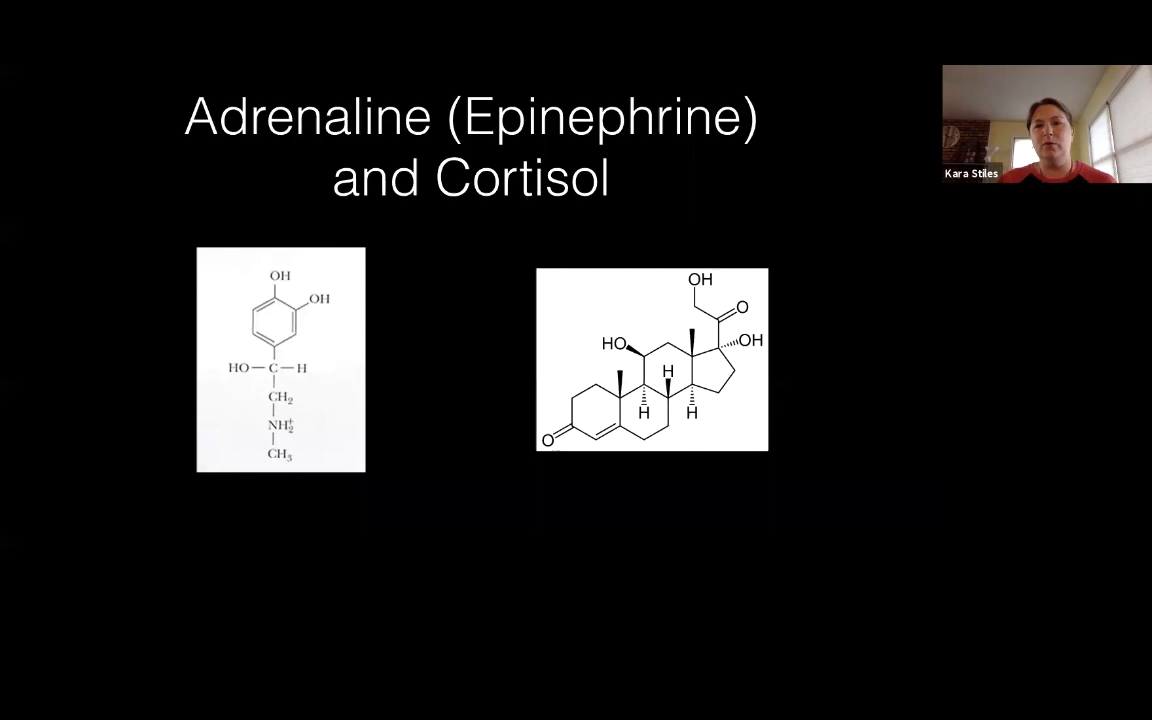 Adrenaline (Epinephrine)
and Cortisol
Kara Stiles
OH
OH
HO—C—H
CH₂
NH₂⁺
CH₃
OH
O
HO
OH
H
H
H
O